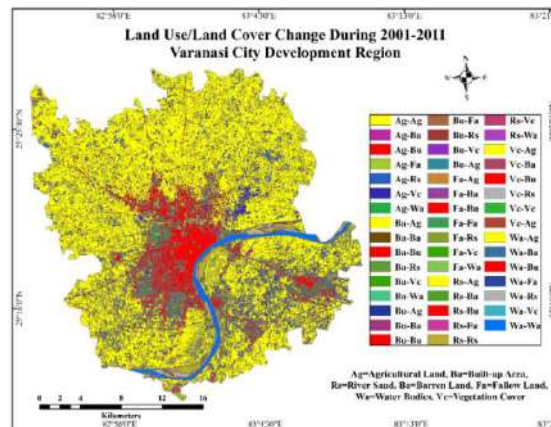 Land Use/Land Cover Change During 2001-2011
Varanasi City Development Region
N
S
Ag-Ag
Ag-Ba
Ag-Bu
Ag-Fa
Ag-Rs
Ag-Vc
Ag-Wa
Ba-Ag
Ba-Ba
Ba-Rs
Ba-Vc
Ba-Wa
Bu-Ag
Bu-Ba
Bu-Bu
Bu-Fa
Bu-Rs
Bu-Vc
Fa-Ag
Fa-Ba
Fa-Bu
Fa-Fa
Fa-Rs
Fa-Vc
Fa-Wa
Rs-Ag
Rs-Ba
Rs-Bu
Rs-Fa
Rs-Rs
Rs-Vc
Rs-Wa
Vc-Ag
Vc-Ba
Vc-Bu
Vc-Rs
Vc-Vc
Wa-Ag
Wa-Ba
Wa-Bu
Wa-Fa
Wa-Rs
Wa-Vc
Wa-Wa
Ag=Agricultural Land, Bu=Built-up Area,
Rs=River Sand, Ba=Barren Land, Fa=Fallow Land,
Wa=Water Bodies, Vc=Vegetation Cover
0 2 4 8 12 16
Kilometers